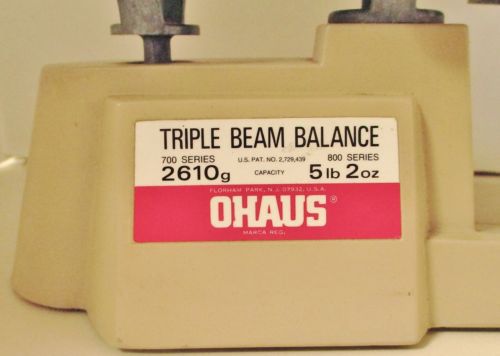 TRIPLE BEAM BALANCE
700 SERIES U.S. PAT. NO. 2,729,439 800 SERIES
2610g CAPACITY 5 lb 2 oz
FLORHAM PARK, N.J. 07932, U.S.A.
OHAUS®
MARCA REG.